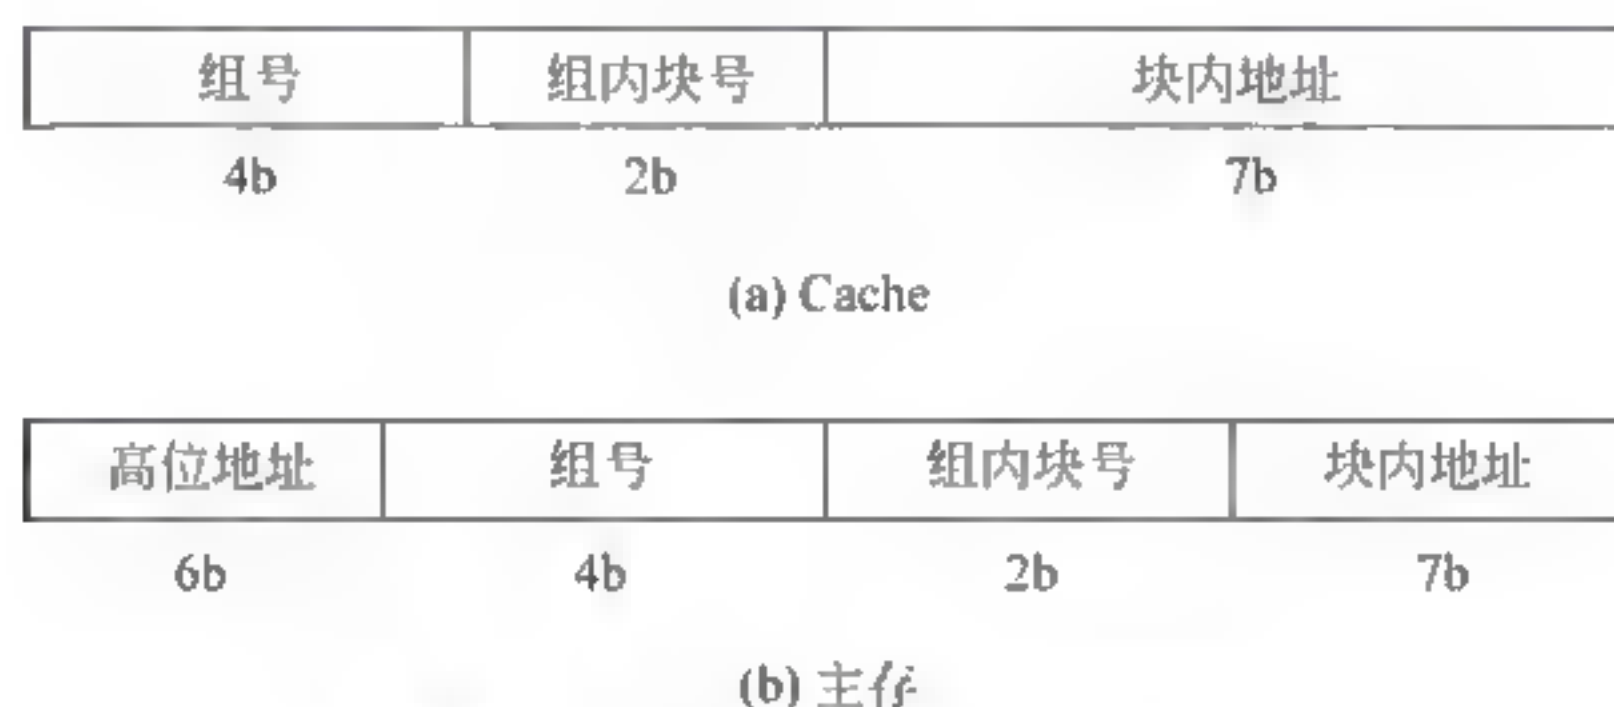 组号 组内块号 块内地址
4b 2b 7b
(a) Cache
高位地址 组号 组内块号 块内地址
6b 4b 2b 7b
(b) 主存